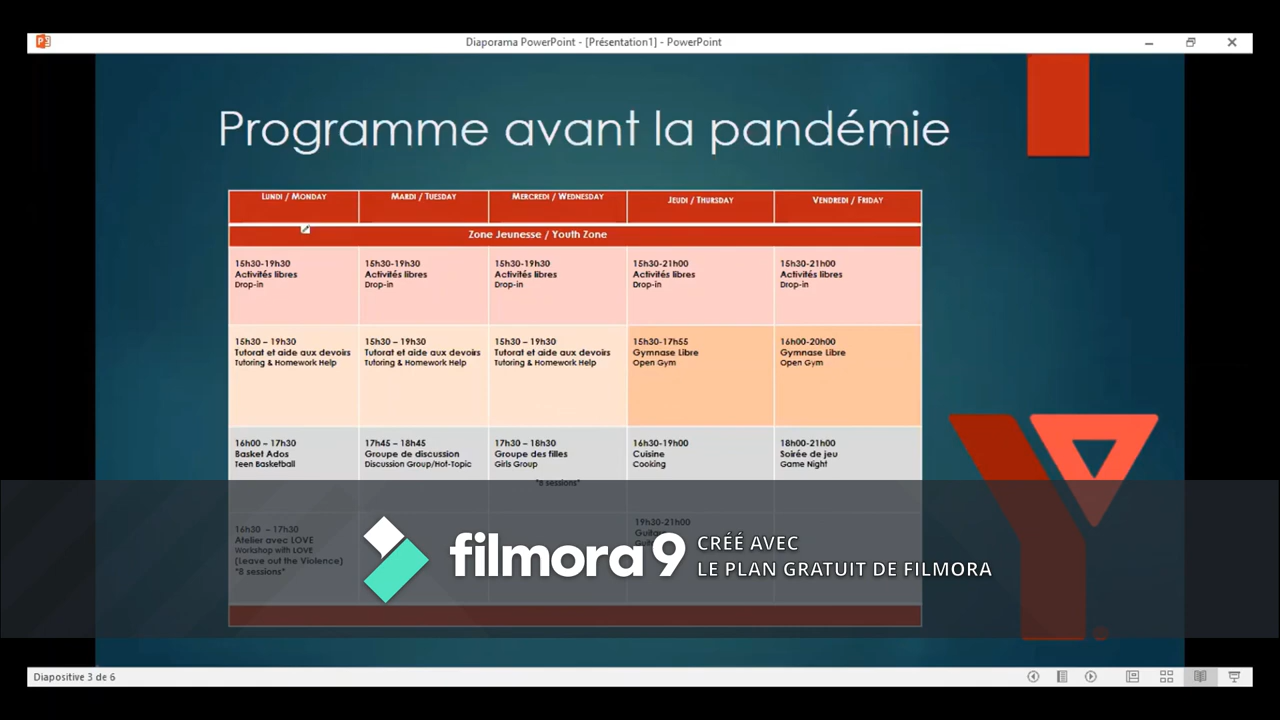 Diaporama PowerPoint - [Présentation1] - PowerPoint
Programme avant la pandémie
LUNDI / MONDAY
MARDI / TUESDAY
MERCREDI / WEDNESDAY
JEUDI / THURSDAY
VENDREDI / FRIDAY
Zone Jeunesse / Youth Zone
15h30-19h30
Activités libres
Drop-in
15h30-19h30
Activités libres
Drop-in
15h30-19h30
Activités libres
Drop-in
15h30-21h00
Activités libres
Drop-in
15h30-21h00
Activités libres
Drop-in
15h30 – 19h30
Tutorat et aide aux devoirs
Tutoring & Homework Help
15h30 – 19h30
Tutorat et aide aux devoirs
Tutoring & Homework Help
15h30 – 19h30
Tutorat et aide aux devoirs
Tutoring & Homework Help
15h30-17h55
Gymnase Libre
Open Gym
16h00-20h00
Gymnase Libre
Open Gym
16h00 – 17h30
Basket Ados
Teen Basketball
17h45 – 18h45
Groupe de discussion
Discussion Group/Hot-Topic
17h30 – 18h30
Groupe des filles
Girls Group
*8 sessions*
16h30-19h00
Cuisine
Cooking
18h00-21h00
Soirée de jeu
Game Night
16h30 – 17h30
Atelier avec LOVE
Workshop with LOVE
(Leave out the Violence)
*8 sessions*
19h30-21h00
filmora 9
CRÉÉ AVEC
LE PLAN GRATUIT DE FILMORA
Diapositive 3 de 6